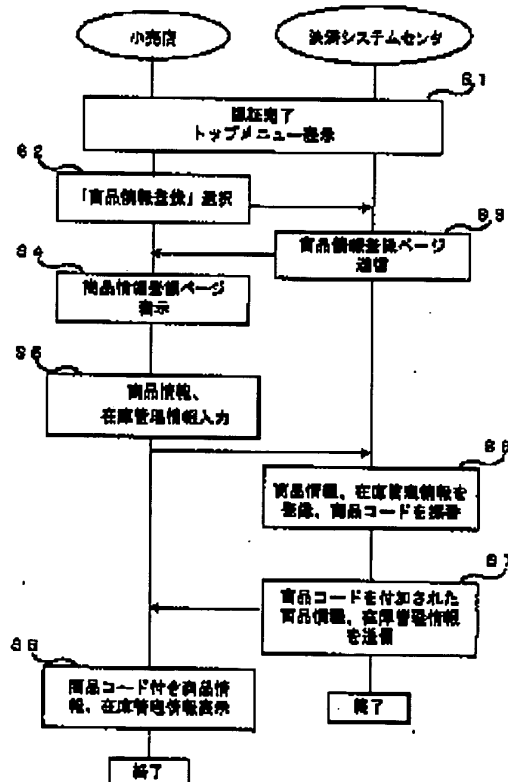 小売店
決済システムセンタ
S1
認証完了
トップメニュー表示
S2
「商品情報登録」選択
S3
商品情報登録ページ
送信
S4
商品情報登録ページ
表示
S5
商品情報、
在庫管理情報入力
S6
商品情報、在庫管理情報を
登録、商品コードを採番
S7
商品コードを付加された
商品情報、在庫管理情報
を送信
S8
商品コード付き商品情
報、在庫管理情報表示
終了
終了